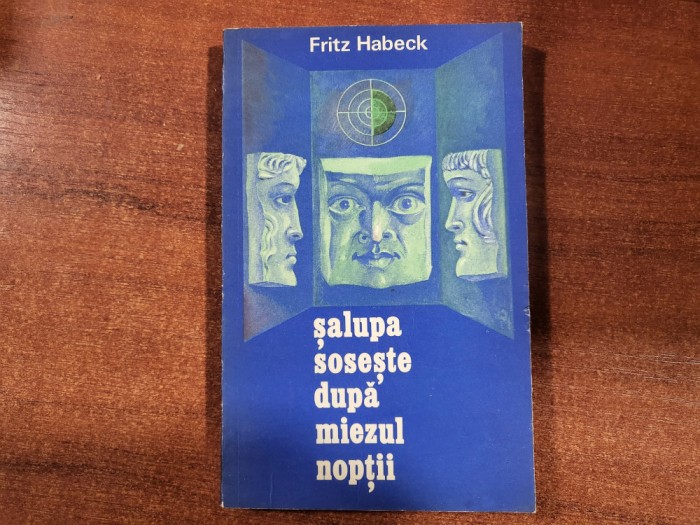 Fritz Habeck
șalupa
sosește
după
miezul
nopții